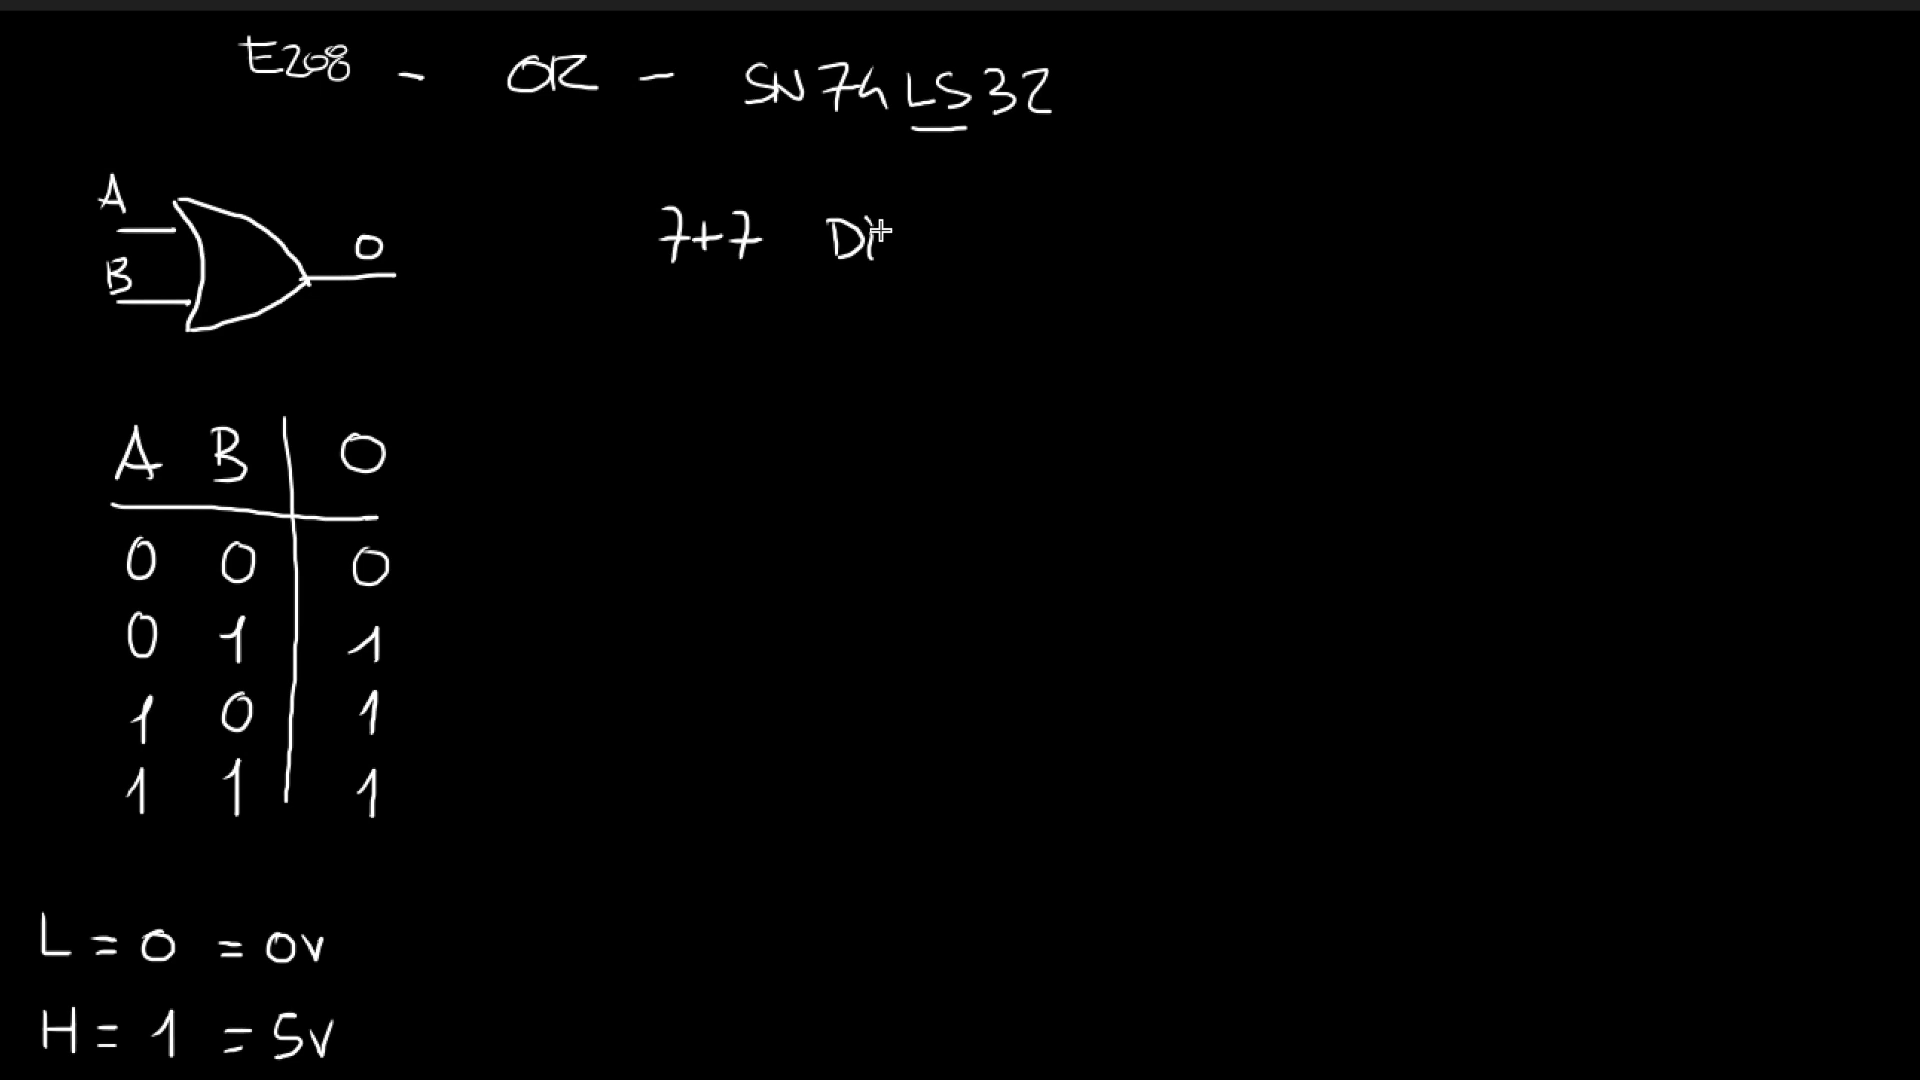 E208 - OR - SN74LS32
A
B
O
7+7 Di
A B O
0 0 0
0 1 1
1 0 1
1 1 1
L = 0 = 0v
H = 1 = 5v